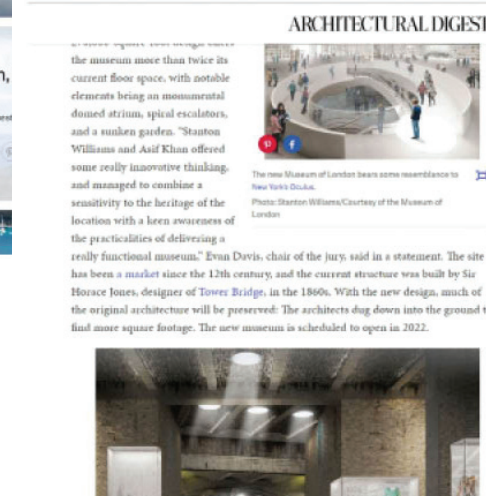 ARCHITECTURAL DIGEST
the museum more than twice its
current floor space, with notable
elements being an monumental
domed atrium, spiral escalators,
and a sunken garden. "Stanton
Williams and Asif Khan offered
some really innovative thinking,
and managed to combine a
sensitivity to the heritage of the
location with a keen awareness of
the practicalities of delivering a
The new Museum of London bears some resemblance to
New York's Oculus.
Photo: Stanton Williams/Courtesy of the Museum of
London
really functional museum," Evan Davis, chair of the jury, said in a statement. The site
has been a market since the 12th century, and the current structure was built by Sir
Horace Jones, designer of Tower Bridge, in the 1860s. With the new design, much of
the original architecture will be preserved: The architects dug down into the ground t
find more square footage. The new museum is scheduled to open in 2022.